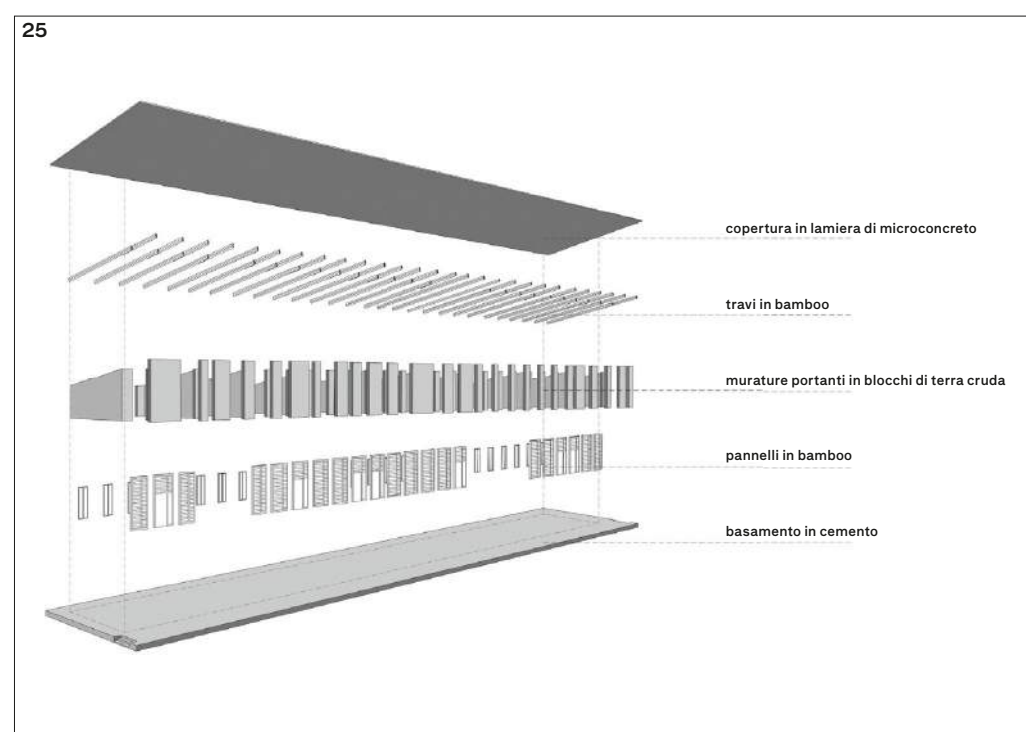 25
copertura in lamiera di microconcreto
travi in bamboo
murature portanti in blocchi di terra cruda
pannelli in bamboo
basamento in cemento